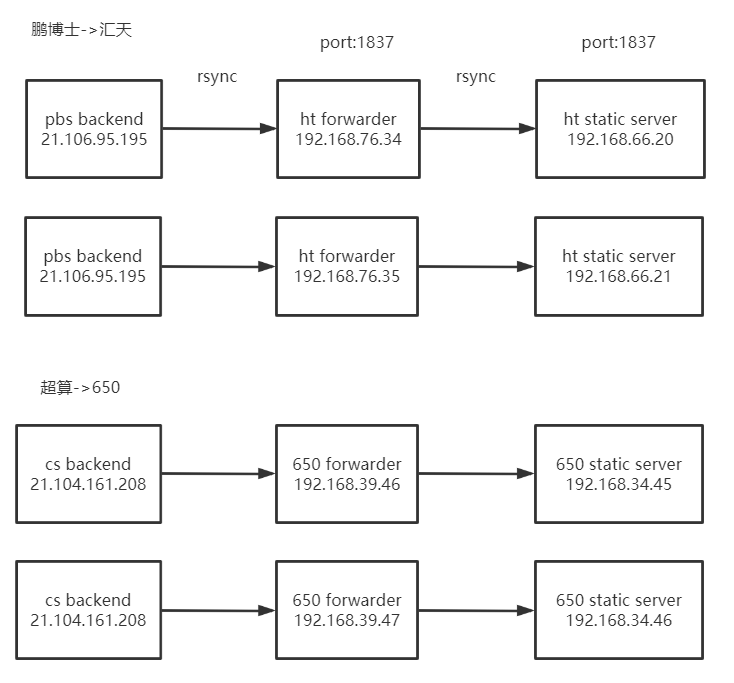 鹏博士->汇天
port:1837
port:1837
rsync
rsync
pbs backend
21.106.95.195
ht forwarder
192.168.76.34
ht static server
192.168.66.20
pbs backend
21.106.95.195
ht forwarder
192.168.76.35
ht static server
192.168.66.21
超算->650
cs backend
21.104.161.208
650 forwarder
192.168.39.46
650 static server
192.168.34.45
cs backend
21.104.161.208
650 forwarder
192.168.39.47
650 static server
192.168.34.46